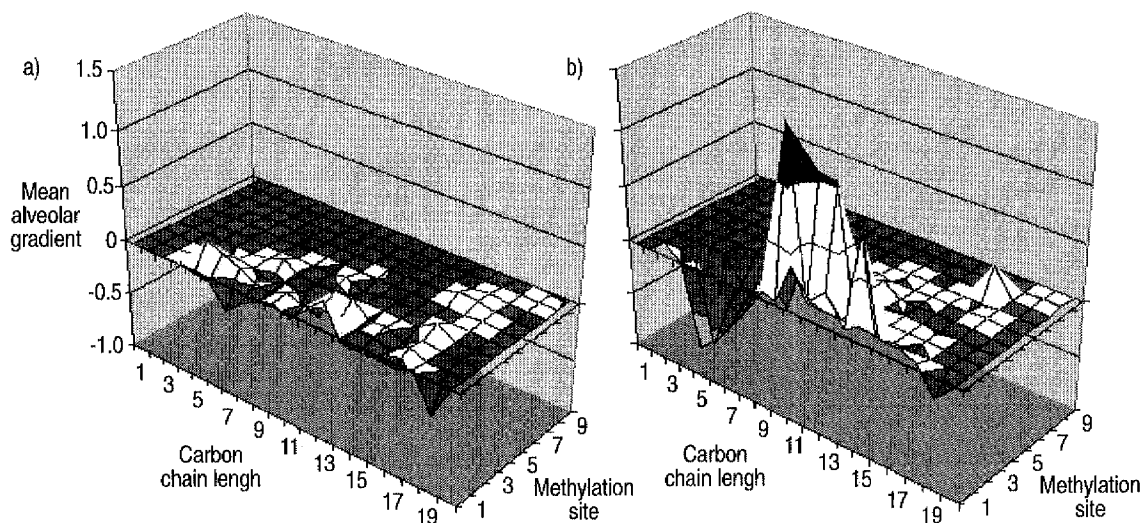 a)
b)
1.5
1.0
0.5
0
-0.5
-1.0
Mean
alveolar
gradient
1
3
5
7
9
11
13
15
17
19
Carbon
chain lengh
1
3
5
7
9
Methylation
site
1
3
5
7
9
11
13
15
17
19
Carbon
chain lengh
1
3
5
7
9
Methylation
site